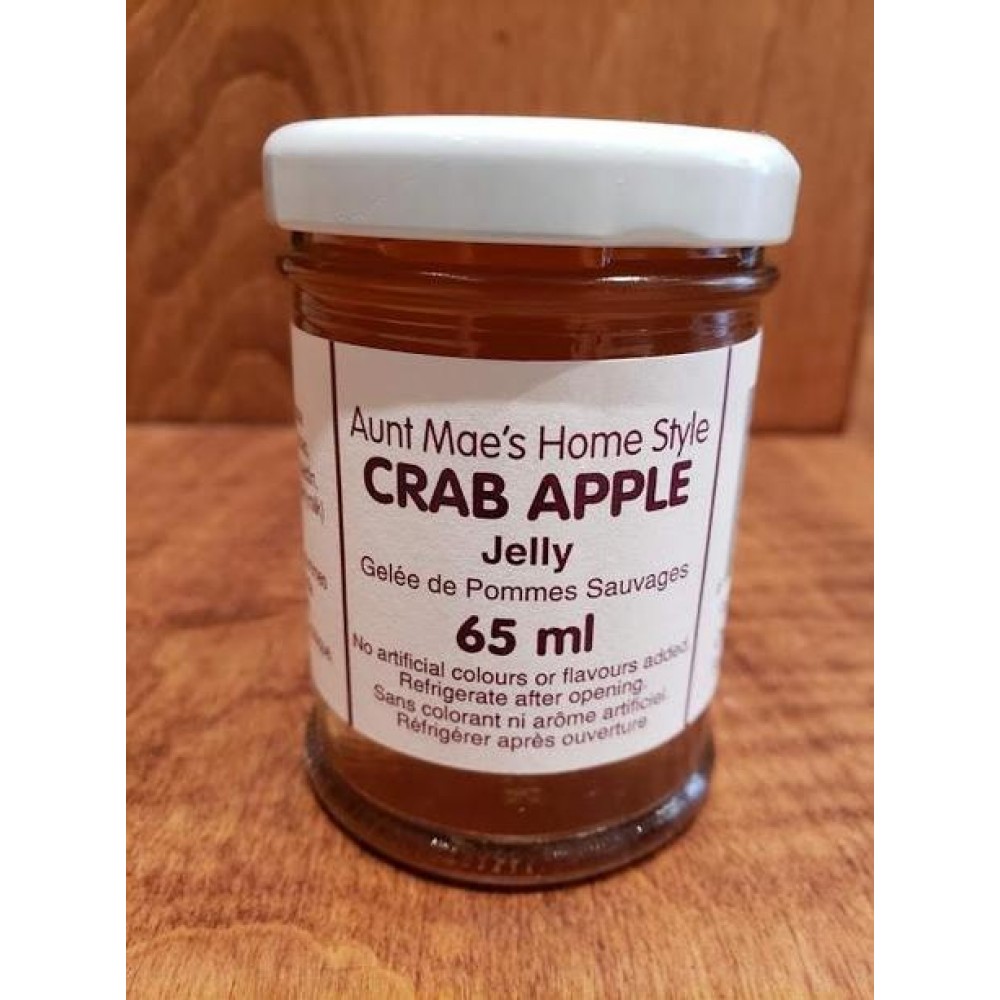 Aunt Mae's Home Style
CRAB APPLE
Jelly
Gelée de Pommes Sauvages
65 ml
No artificial colours or flavours added.
Refrigerate after opening.
Sans colorant ni arôme artificiel.
Réfrigérer après ouverture